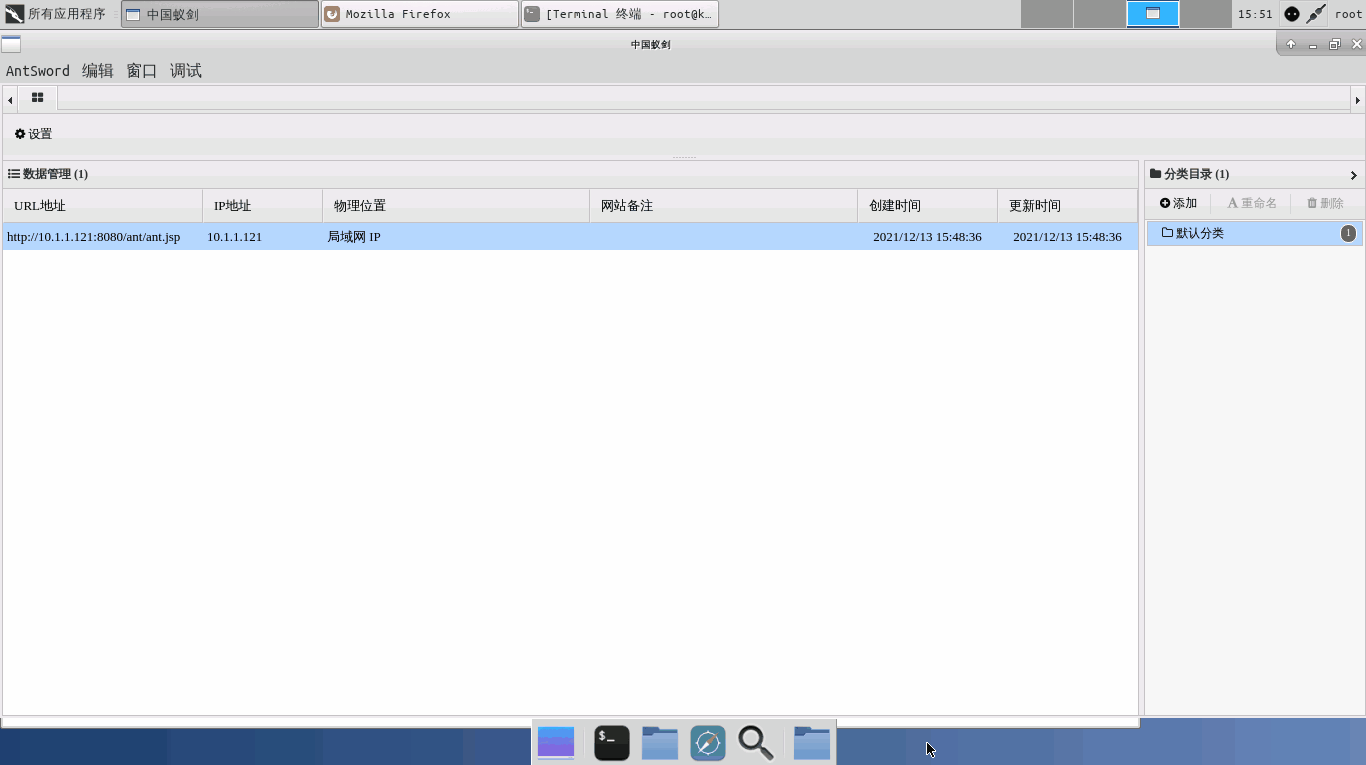 所有应用程序 中国蚁剑 Mozilla Firefox [Terminal 终端 - root@k… 15:51 root
中国蚁剑
AntSword 编辑 窗口 调试
设置
数据管理 (1) 分类目录 (1)
URL地址 IP地址 物理位置 网站备注 创建时间 更新时间 添加 重命名 删除
http://10.1.1.121:8080/ant/ant.jsp 10.1.1.121 局域网 IP 2021/12/13 15:48:36 2021/12/13 15:48:36 默认分类 1
$_